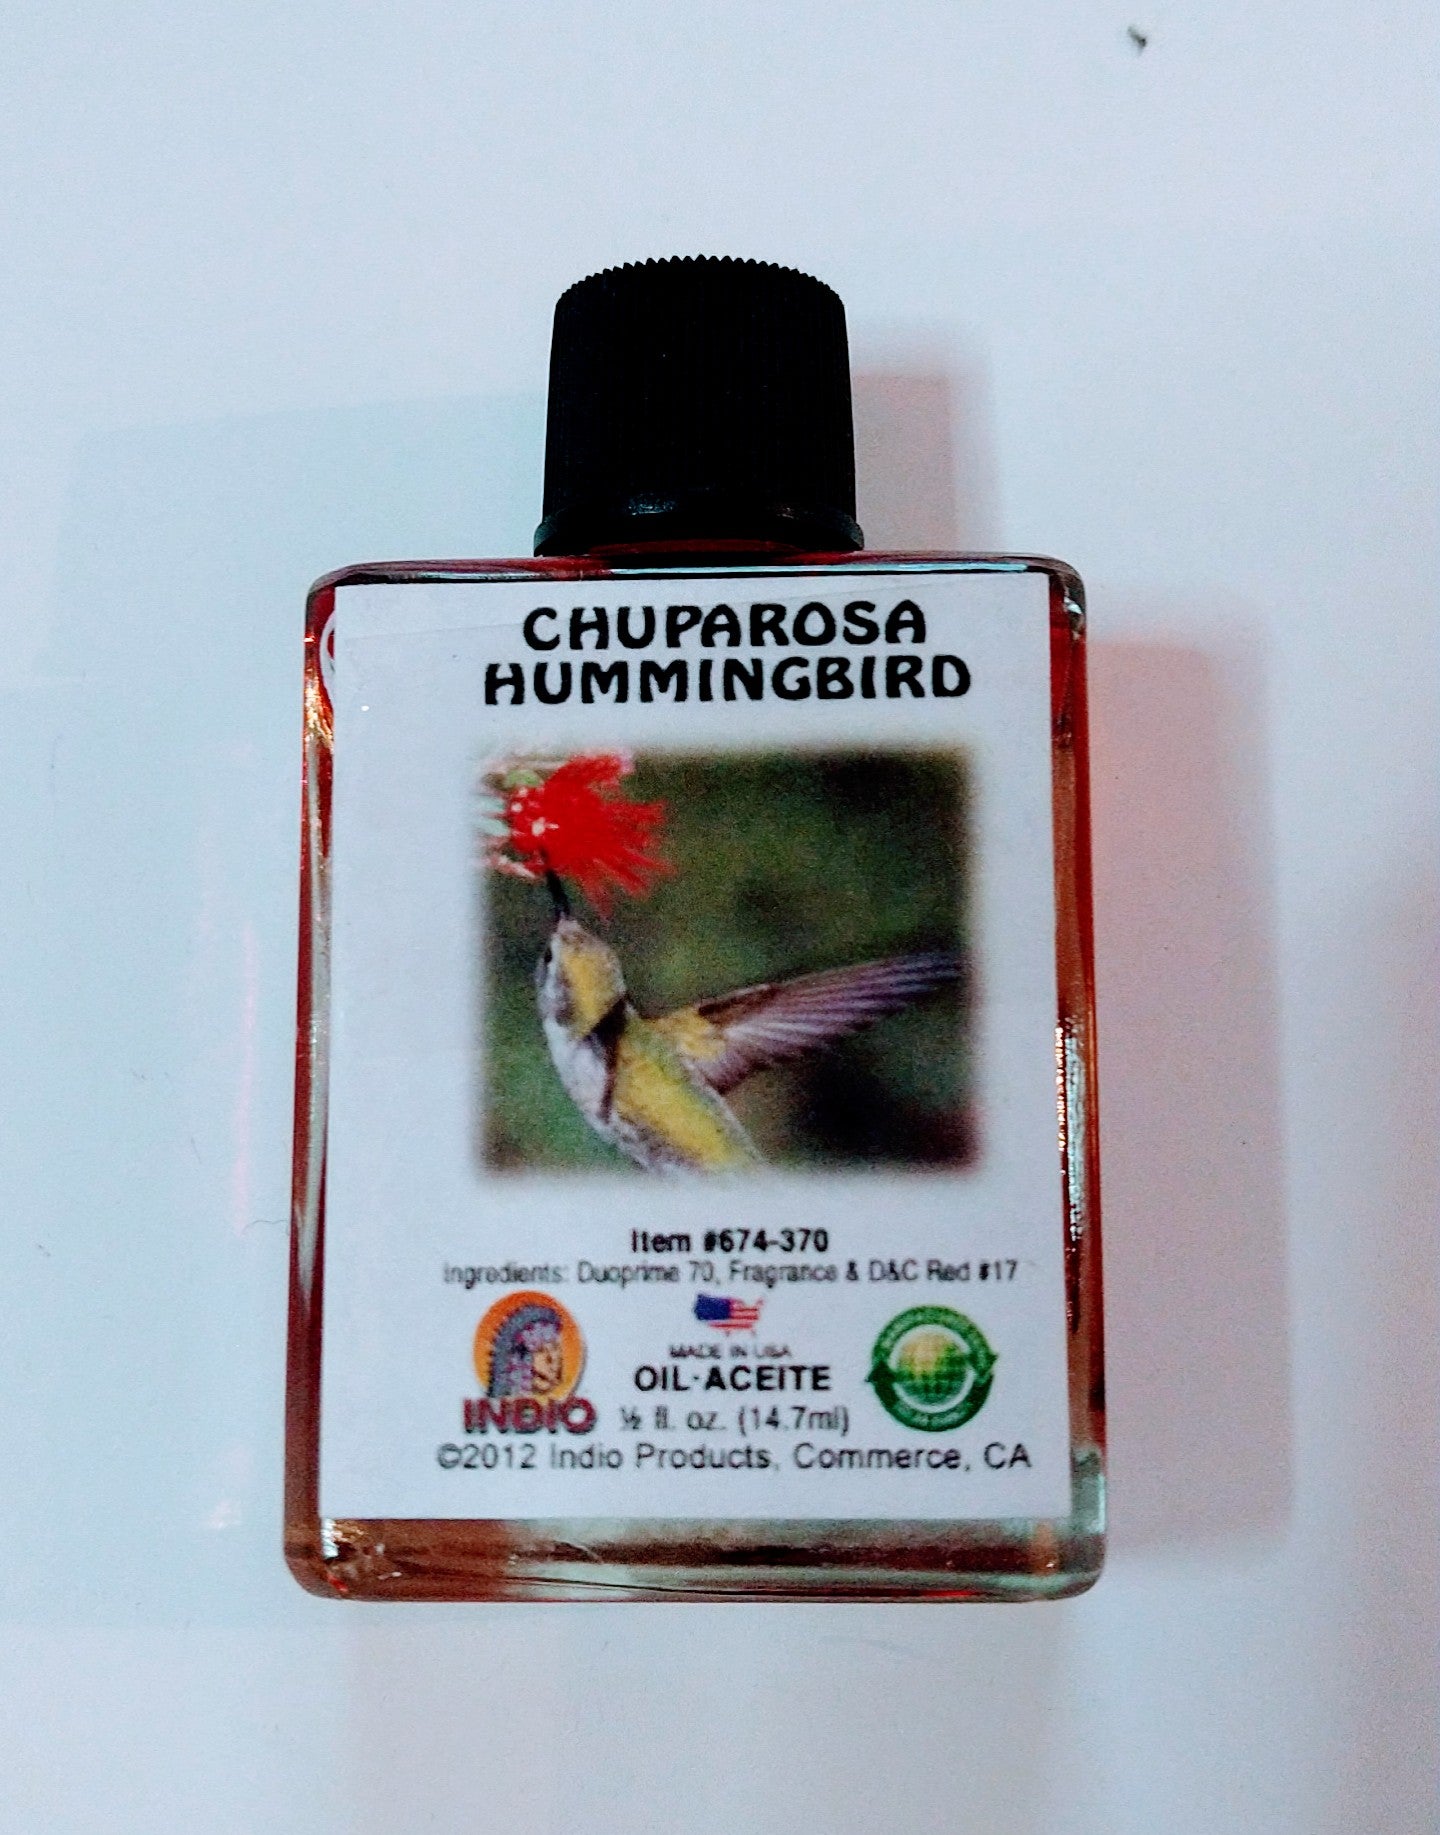 CHUPAROSA
HUMMINGBIRD
Item #674-370
Ingredients: Duoprime 70, Fragrance & D&C Red #17
MADE IN USA
OIL·ACEITE
INDIO
½ fl. oz. (14.7ml)
©2012 Indio Products, Commerce, CA